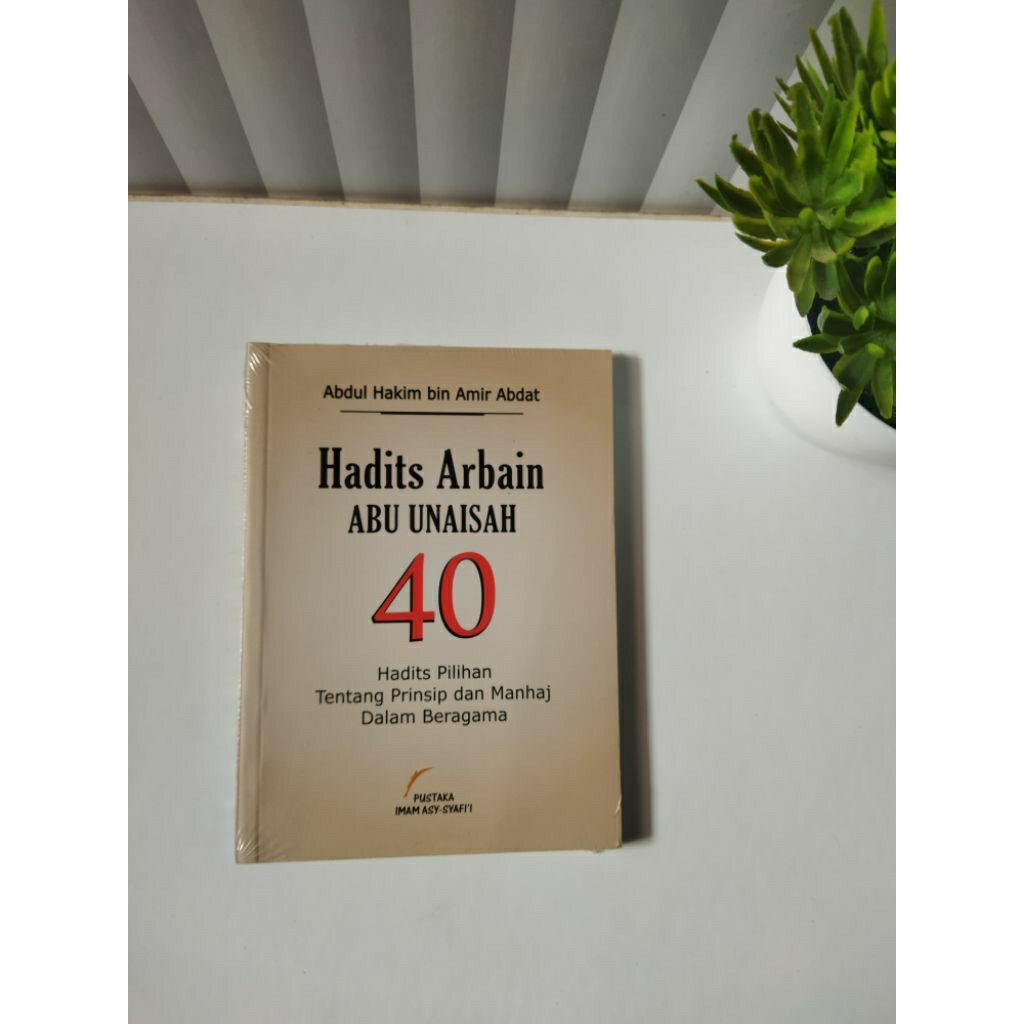 Abdul Hakim bin Amir Abdat
Hadits Arbain
ABU UNAISAH
40
Hadits Pilihan
Tentang Prinsip dan Manhaj
Dalam Beragama
PUSTAKA
IMAM ASY-SYAFI'I